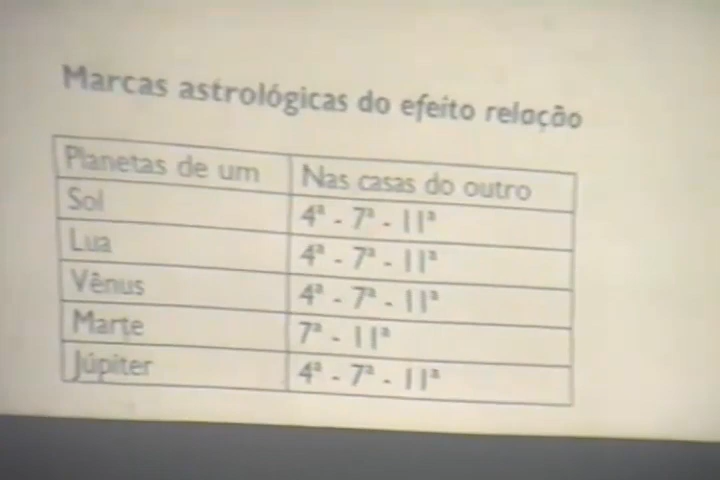 Marcas astrológicas do efeito relação
Planetas de um Nas casas do outro
Sol 4ª - 7ª - 11ª
Lua 4ª - 7ª - 11ª
Vênus 4ª - 7ª - 11ª
Marte 7ª - 11ª
Júpiter 4ª - 7ª - 11ª